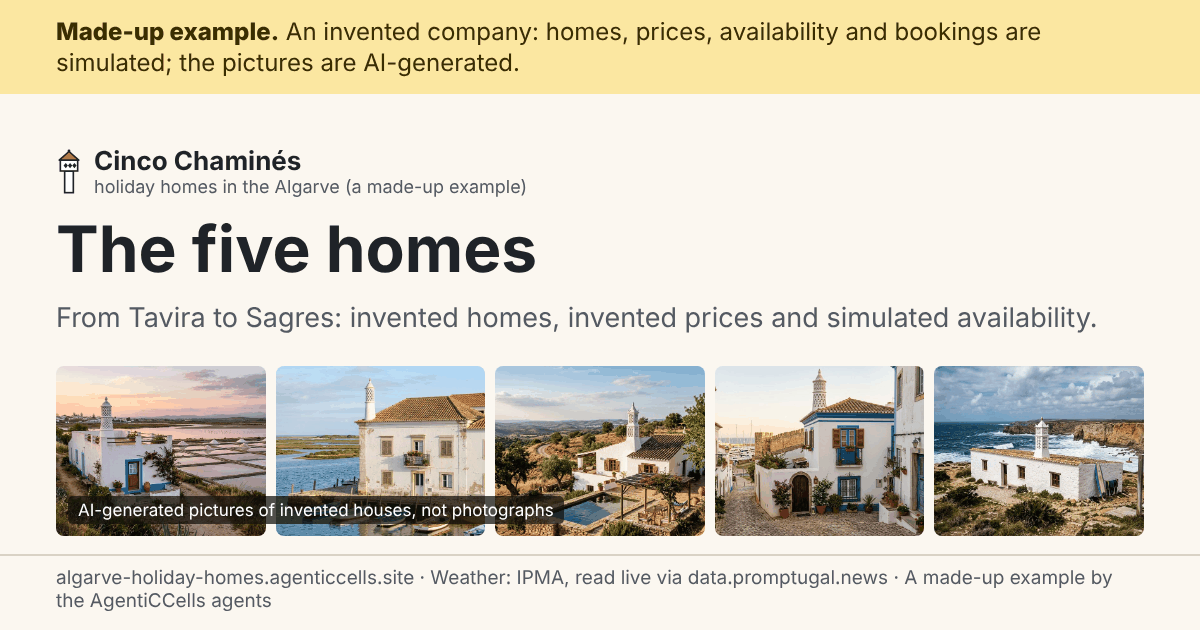 Made-up example. An invented company: homes, prices, availability and bookings are
simulated; the pictures are AI-generated.
Cinco Chaminés
holiday homes in the Algarve (a made-up example)
The five homes
From Tavira to Sagres: invented homes, invented prices and simulated availability.
AI-generated pictures of invented houses, not photographs
algarve-holiday-homes.agenticcells.site · Weather: IPMA, read live via data.promptugal.news · A made-up example by
the AgentiCCells agents